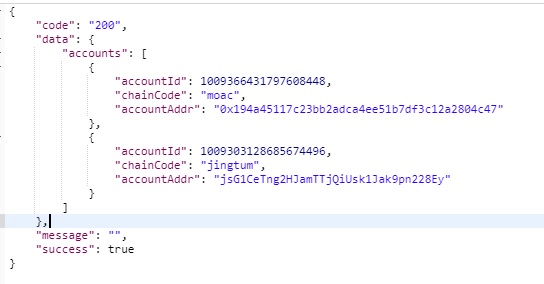 {
"code": "200",
"data": {
"accounts": [
{
"accountId": 1009366431797608448,
"chainCode": "moac",
"accountAddr": "0x194a45117c23bb2adca4ee51b7df3c12a2804c47"
},
{
"accountId": 1009303128685674496,
"chainCode": "jingtum",
"accountAddr": "jsG1CeTng2HJamTTjQiUsk1Jak9pn228Ey"
}
]
},
"message": "",
"success": true
}